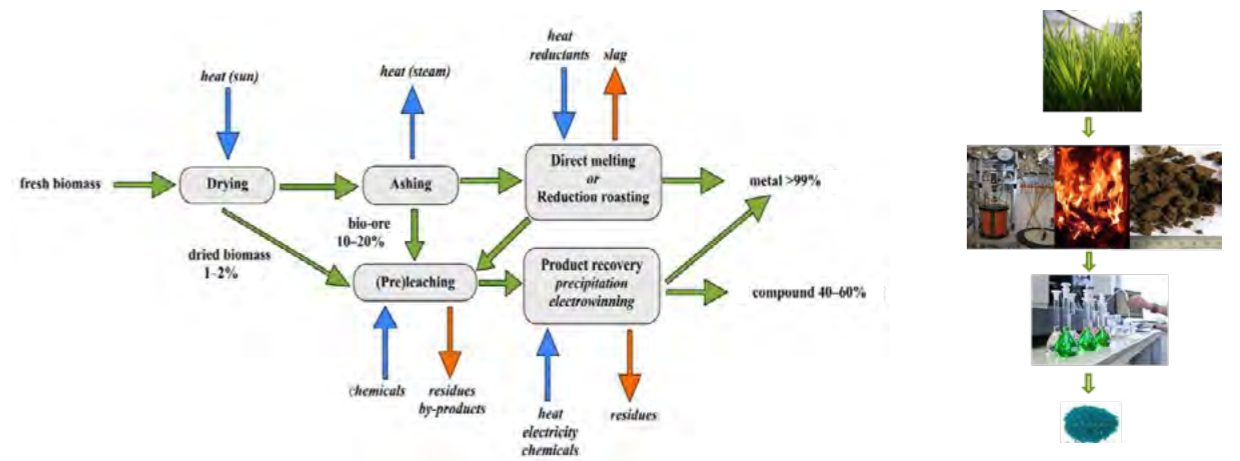 heat
reductants
slag
heat (sun)
heat (steam)
fresh biomass
Drying
Ashing
Direct melting
or
Reduction roasting
metal >99%
bio-ore
10–20%
dried biomass
1–2%
(Pre)leaching
Product recovery
precipitation
electrowinning
compound 40–60%
chemicals
residues
by-products
heat
electricity
chemicals
residues